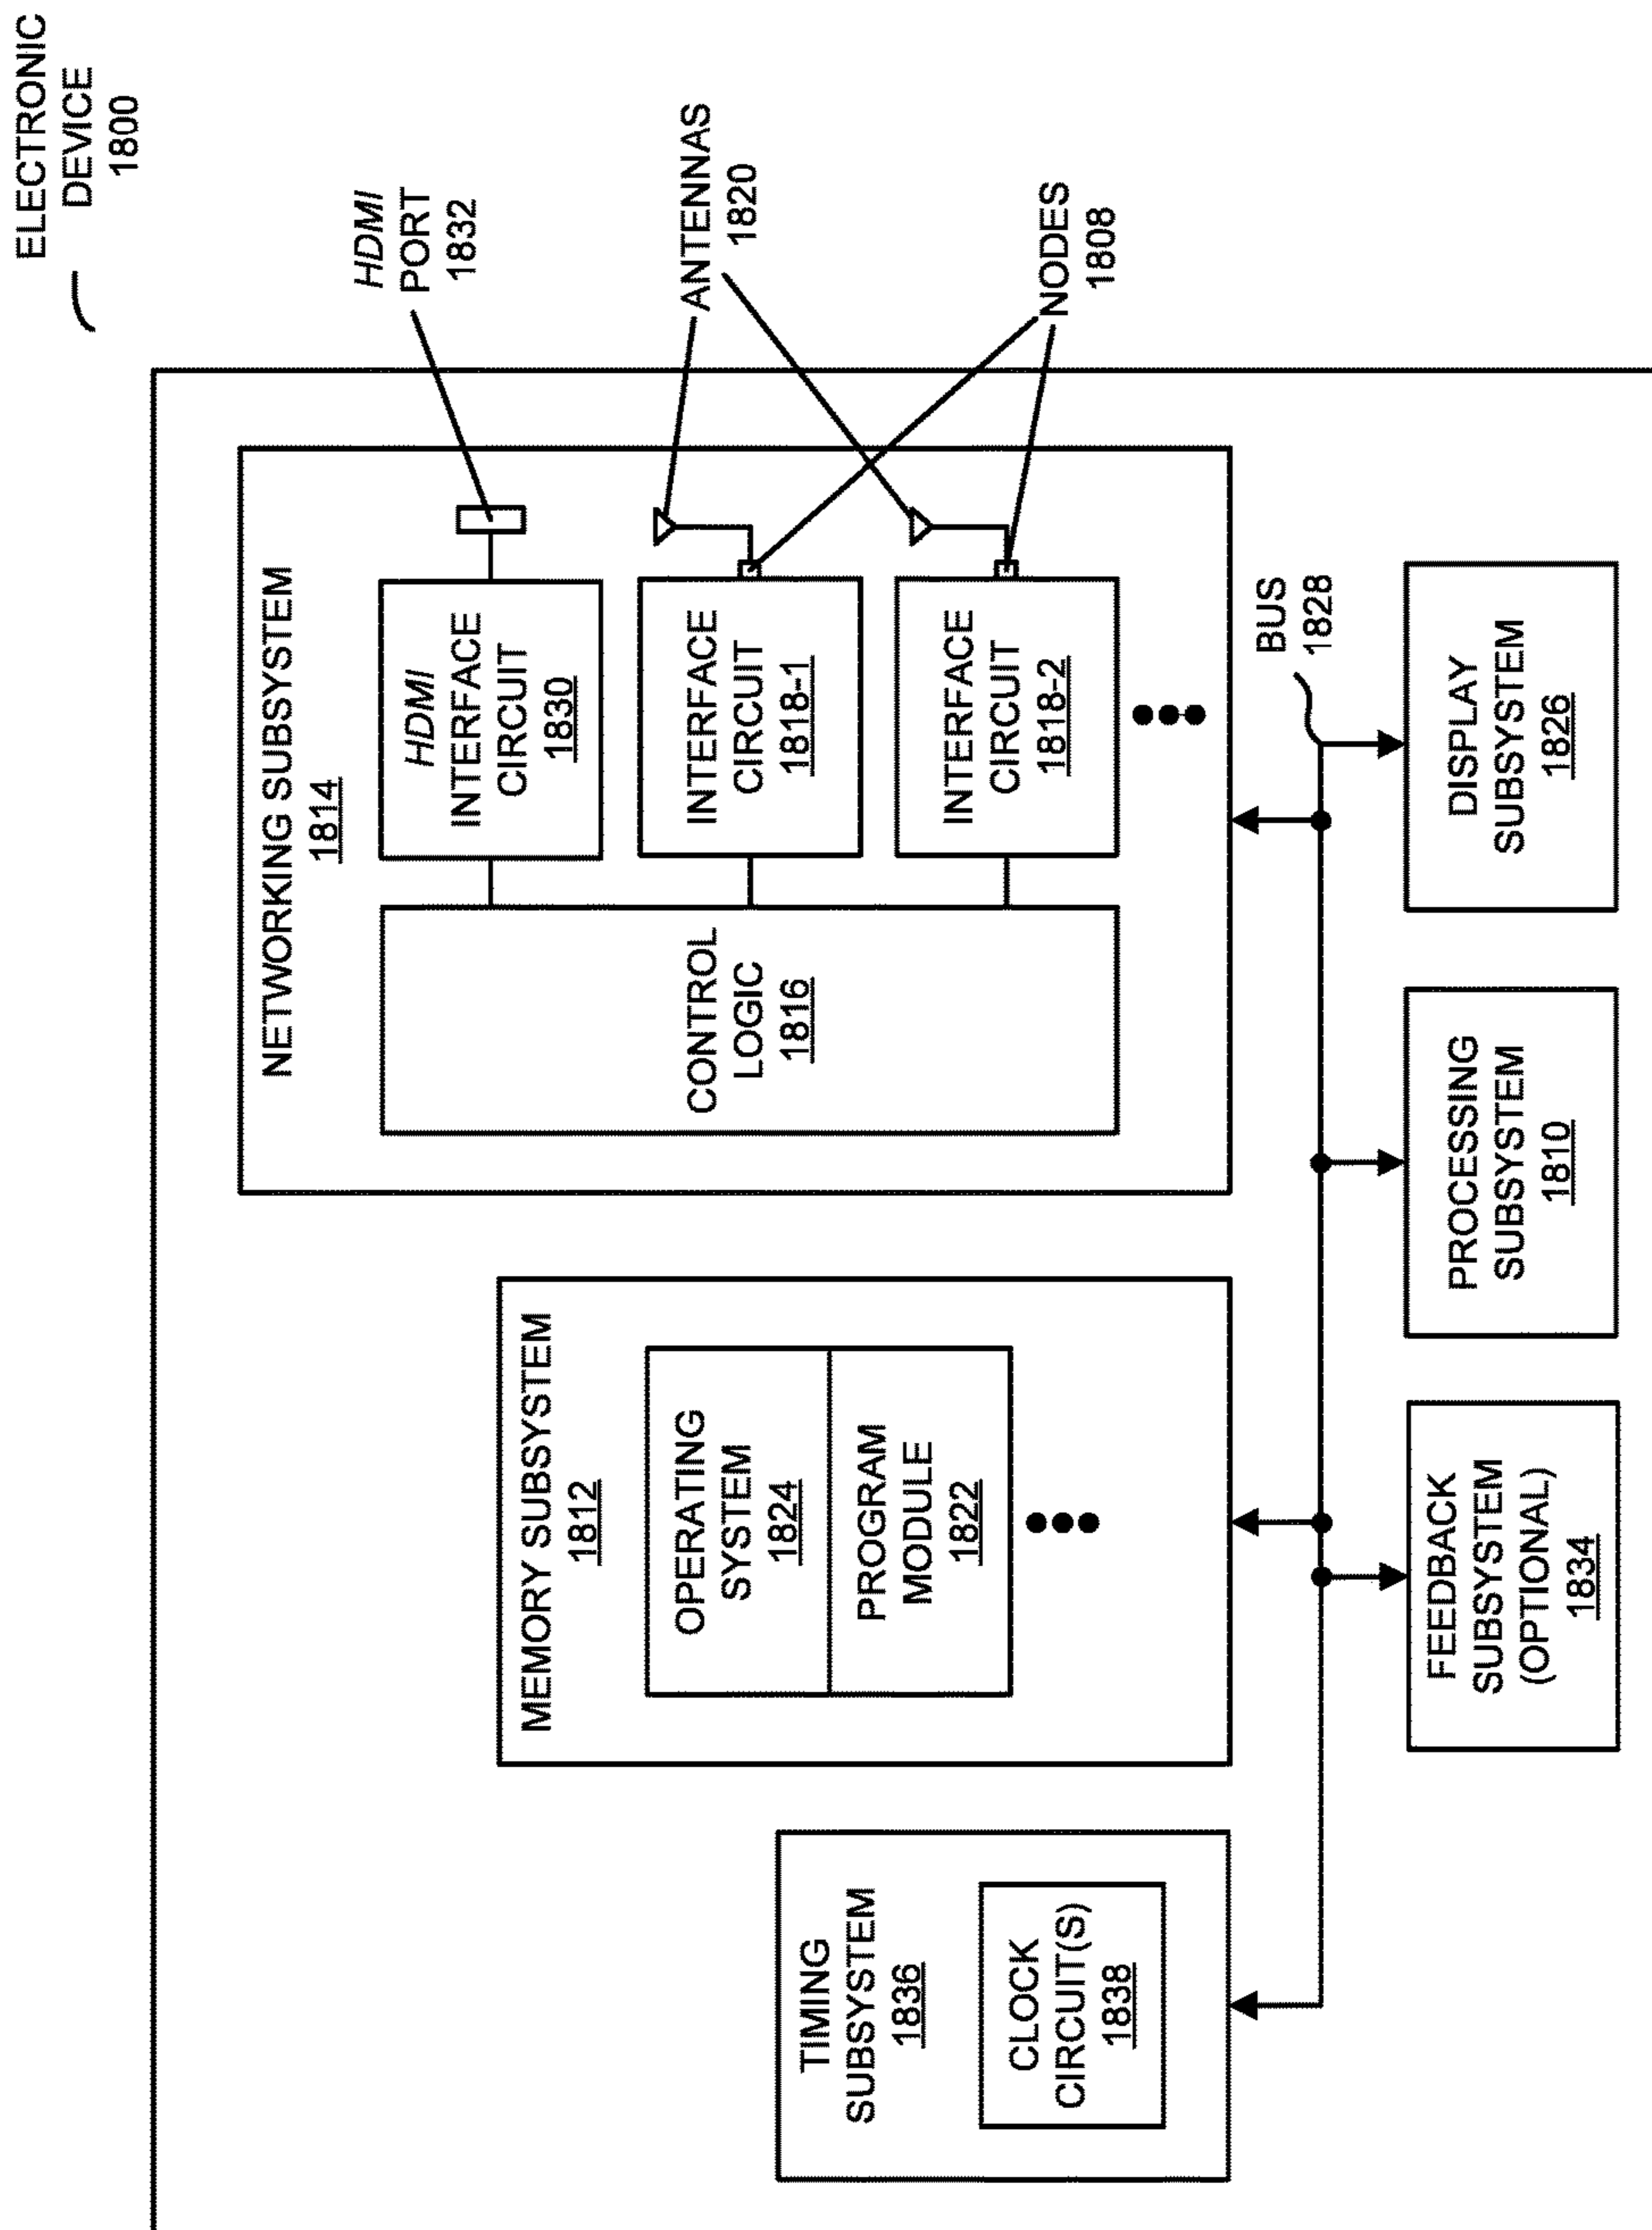 ELECTRONIC
DEVICE
1800
NETWORKING SUBSYSTEM
1814
HDMI
PORT
1832
HDMI
INTERFACE
CIRCUIT
1830
CONTROL
LOGIC
1816
INTERFACE
CIRCUIT
1818-1
ANTENNAS
1820
INTERFACE
CIRCUIT
1818-2
NODES
1808
MEMORY SUBSYSTEM
1812
OPERATING
SYSTEM
1824
PROGRAM
MODULE
1822
TIMING
SUBSYSTEM
1836
CLOCK
CIRCUIT(S)
1838
BUS
1828
FEEDBACK
SUBSYSTEM
(OPTIONAL)
1834
PROCESSING
SUBSYSTEM
1810
DISPLAY
SUBSYSTEM
1826